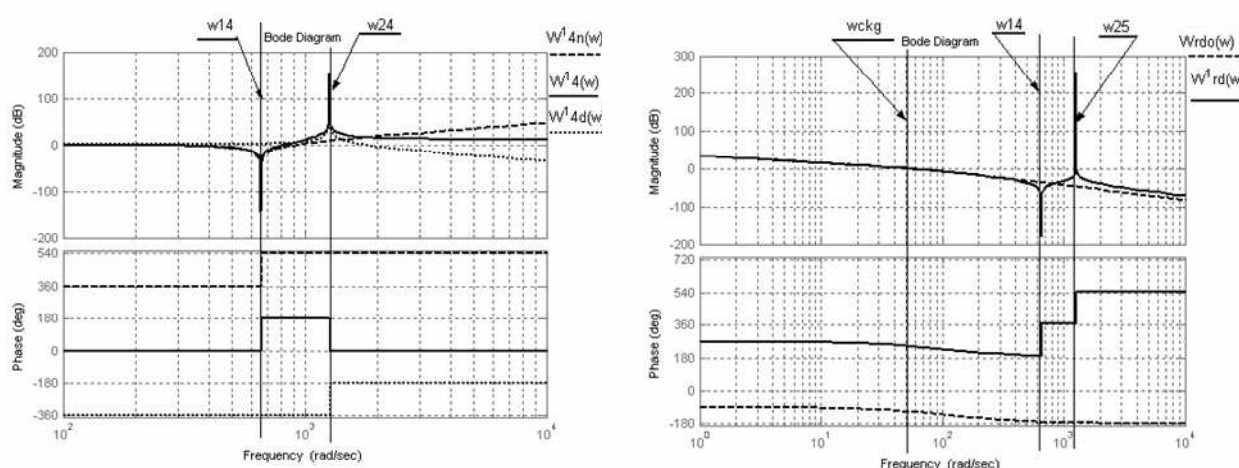 w14
w24
Bode Diagram
W¹4n(w)
W¹4(w)
W¹4d(w
200
100
0
-100
200
Magnitude (dB)
540
360
180
0
-180
-360
Phase (deg)
10²
10³
10⁴
Frequency (rad/sec)
wckg
w14
w25
Bode Diagram
Wrdo(w)
W¹rd(w
300
200
100
0
-100
-200
Magnitude (dB)
720
540
360
180
0
-180
Phase (deg)
10⁰
10¹
10²
10³
10⁴
Frequency (rad/sec)